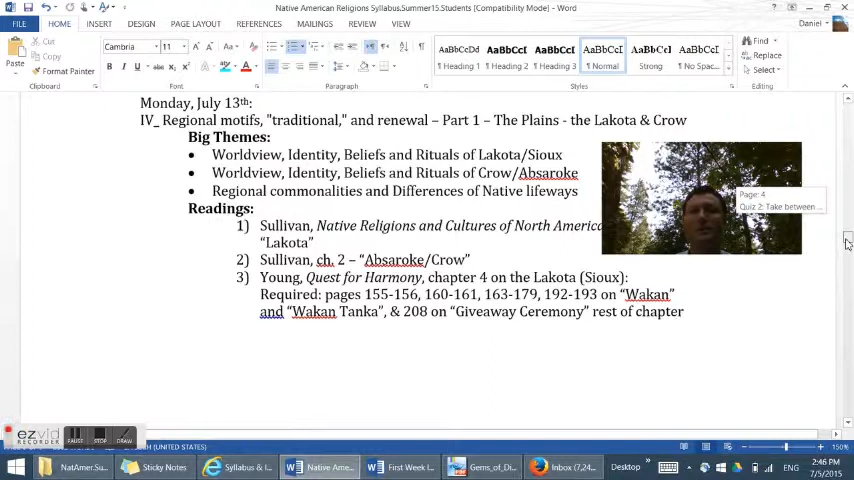 Native American Religions Syllabus.Summer15.Students [Compatibility Mode] - Word
FILE HOME INSERT DESIGN PAGE LAYOUT REFERENCES MAILINGS REVIEW VIEW Daniel
Cut
Copy
Format Painter
Paste
Clipboard
Cambria 11
Font
Paragraph
AaBbCcDd AaBbCcI AaBbCcI AaBbCcI AaBbCcI AaBbCcI
¶ Heading 1 ¶ Heading 2 ¶ Heading 3 ¶ Normal Strong ¶ No Spac...
Styles
Find
Replace
Select
Editing
Monday, July 13th:
IV_ Regional motifs, "traditional," and renewal – Part 1 – The Plains - the Lakota & Crow
Big Themes:
• Worldview, Identity, Beliefs and Rituals of Lakota/Sioux
• Worldview, Identity, Beliefs and Rituals of Crow/Absaroke
• Regional commonalities and Differences of Native lifeways
Page: 4
Quiz 2: Take between ...
Readings:
1) Sullivan, Native Religions and Cultures of North America
“Lakota”
2) Sullivan, ch. 2 – “Absaroke/Crow”
3) Young, Quest for Harmony, chapter 4 on the Lakota (Sioux):
Required: pages 155-156, 160-161, 163-179, 192-193 on “Wakan”
and “Wakan Tanka”, & 208 on “Giveaway Ceremony” rest of chapter
ezvid
RECORDER
PAUSE STOP DRAW
(UNITED STATES)
150%
NatAmer.Su... Sticky Notes Syllabus & I... Native Ame... First Week I... Gems_of_Di... Inbox (7,24... Desktop ENG 2:46 PM
7/5/2015